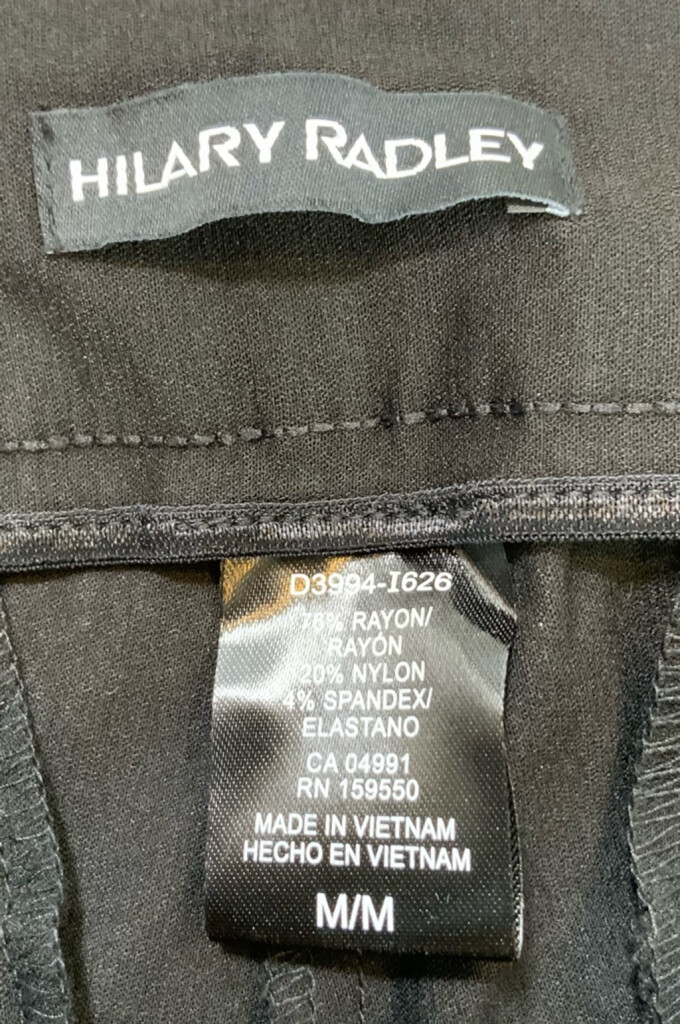 HILARY RADLEY
D3994-I626
76% RAYON/
RAYÓN
20% NYLON
4% SPANDEX/
ELASTANO
CA 04991
RN 159550
MADE IN VIETNAM
HECHO EN VIETNAM
M/M